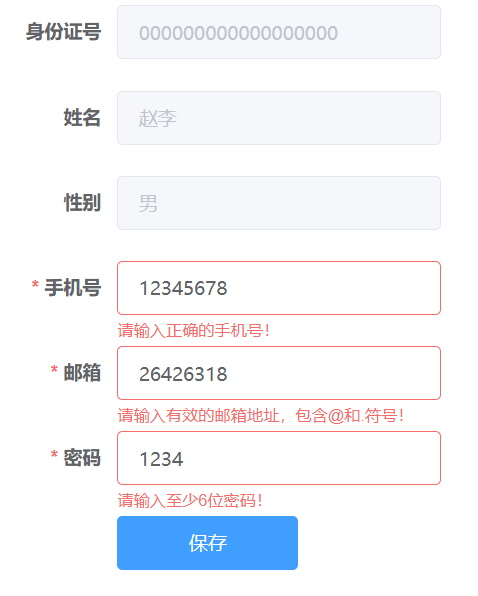 身份证号 000000000000000000
姓名 赵李
性别 男
* 手机号 12345678
请输入正确的手机号！
* 邮箱 26426318
请输入有效的邮箱地址，包含@和.符号！
* 密码 1234
请输入至少6位密码！
保存